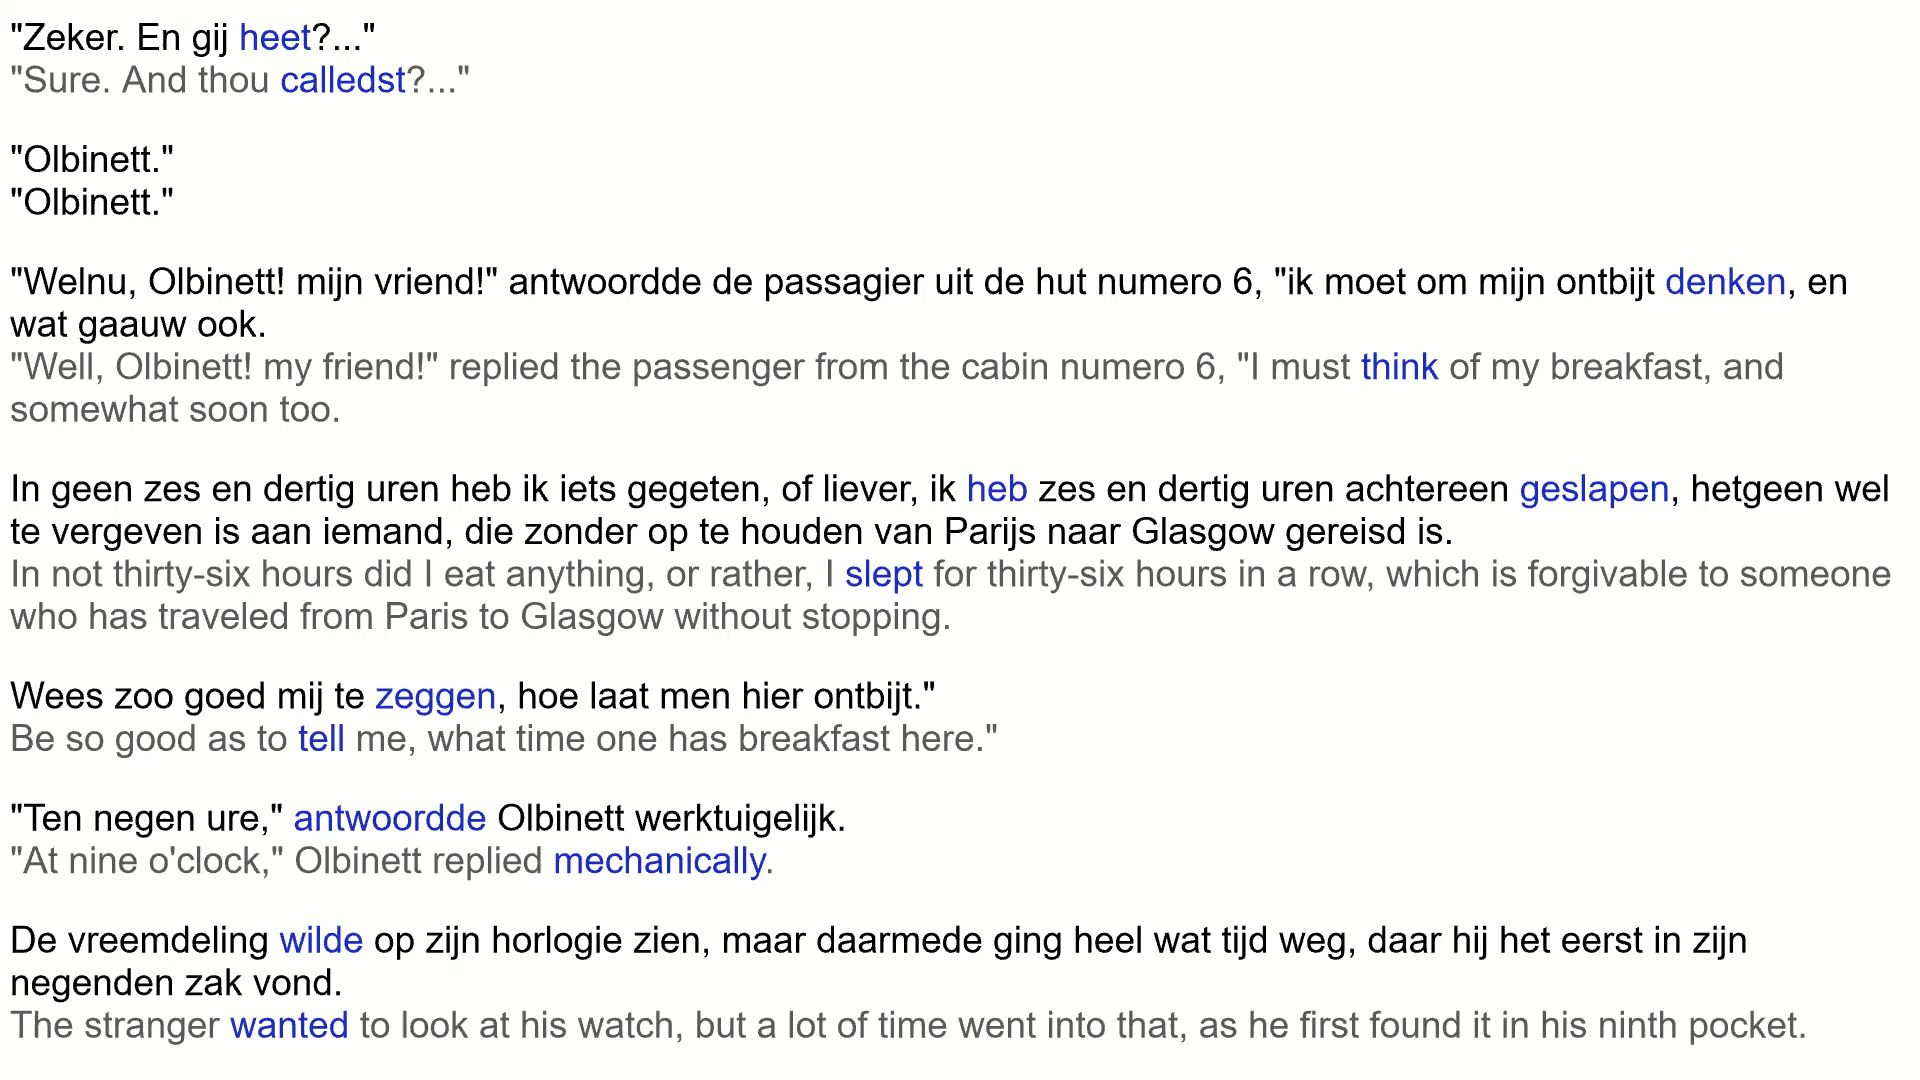 "Zeker. En gij heet?..."
"Sure. And thou calledst?..."
"Olbinett."
"Olbinett."
"Welnu, Olbinett! mijn vriend!" antwoordde de passagier uit de hut numero 6, "ik moet om mijn ontbijt denken, en
wat gaauw ook.
"Well, Olbinett! my friend!" replied the passenger from the cabin numero 6, "I must think of my breakfast, and
somewhat soon too.
In geen zes en dertig uren heb ik iets gegeten, of liever, ik heb zes en dertig uren achtereen geslapen, hetgeen wel
te vergeven is aan iemand, die zonder op te houden van Parijs naar Glasgow gereisd is.
In not thirty-six hours did I eat anything, or rather, I slept for thirty-six hours in a row, which is forgivable to someone
who has traveled from Paris to Glasgow without stopping.
Wees zoo goed mij te zeggen, hoe laat men hier ontbijt."
Be so good as to tell me, what time one has breakfast here."
"Ten negen ure," antwoordde Olbinett werktuigelijk.
"At nine o'clock," Olbinett replied mechanically.
De vreemdeling wilde op zijn horlogie zien, maar daarmede ging heel wat tijd weg, daar hij het eerst in zijn
negenden zak vond.
The stranger wanted to look at his watch, but a lot of time went into that, as he first found it in his ninth pocket.